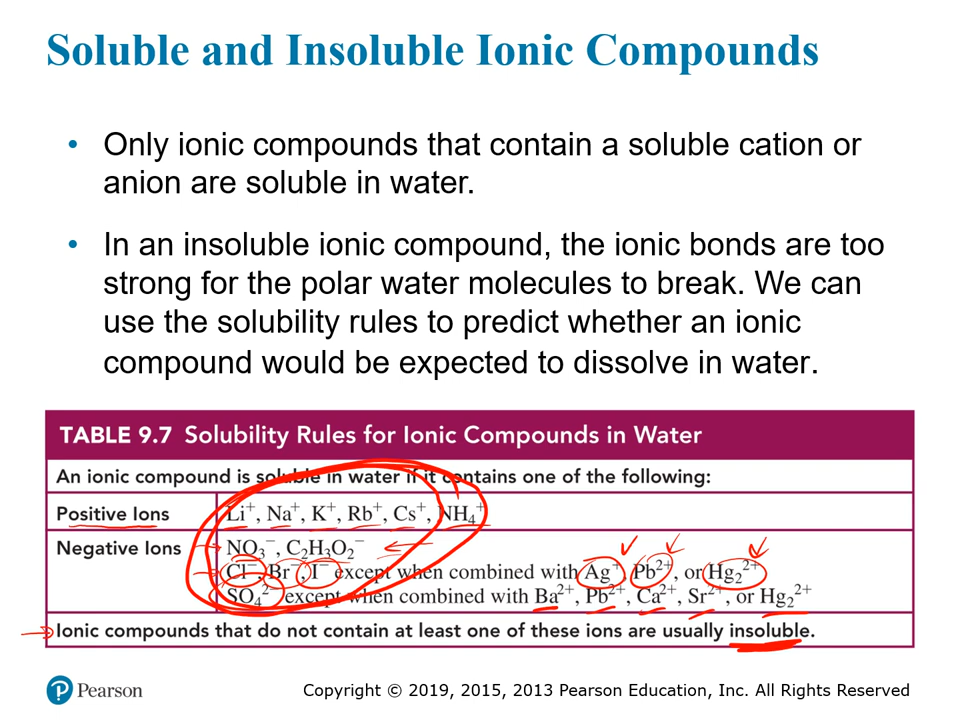 Soluble and Insoluble Ionic Compounds
• Only ionic compounds that contain a soluble cation or
anion are soluble in water.
• In an insoluble ionic compound, the ionic bonds are too
strong for the polar water molecules to break. We can
use the solubility rules to predict whether an ionic
compound would be expected to dissolve in water.
TABLE 9.7 Solubility Rules for Ionic Compounds in Water
An ionic compound is soluble in water if it contains one of the following:
Positive Ions Li⁺, Na⁺, K⁺, Rb⁺, Cs⁺, NH₄⁺
Negative Ions NO₃⁻, C₂H₃O₂⁻
Cl⁻, Br⁻, I⁻ except when combined with Ag⁺, Pb²⁺, or Hg₂²⁺
SO₄²⁻ except when combined with Ba²⁺, Pb²⁺, Ca²⁺, Sr²⁺, or Hg₂²⁺
Ionic compounds that do not contain at least one of these ions are usually insoluble.
P Pearson
Copyright © 2019, 2015, 2013 Pearson Education, Inc. All Rights Reserved